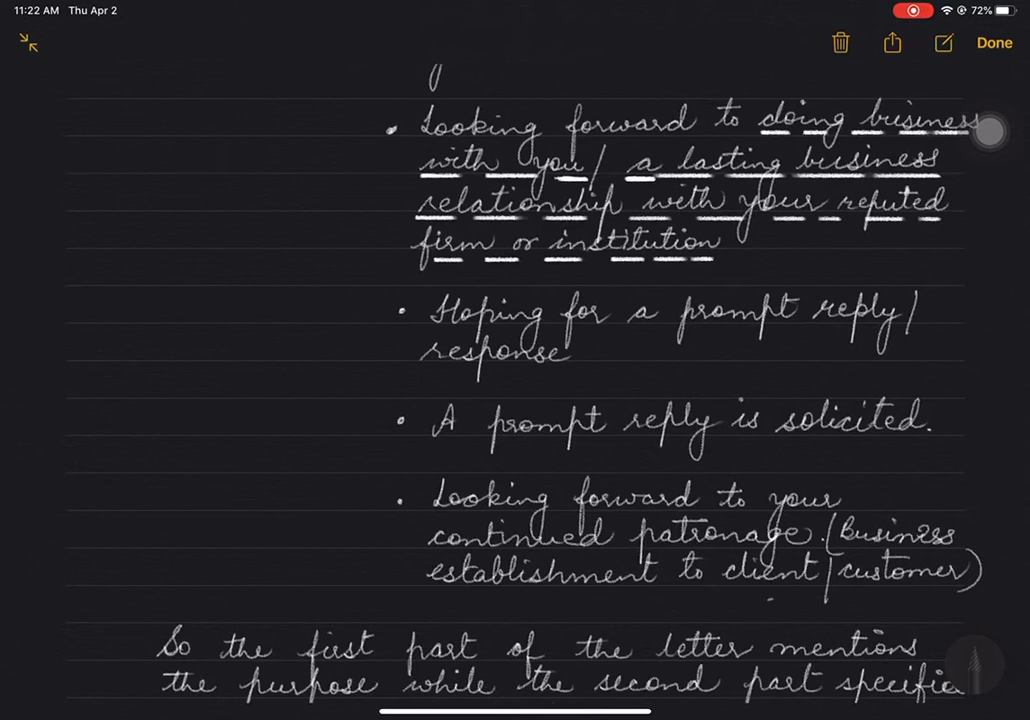 11:22 AM Thu Apr 2
72%
Done
• Looking forward to doing business
with you / a lasting business
relationship with your reputed
firm or institution
• Hoping for a prompt reply /
response
• A prompt reply is solicited.
• Looking forward to your
continued patronage. (Business
establishment to client / customer)
So the first part of the letter mentions
the purpose while the second part